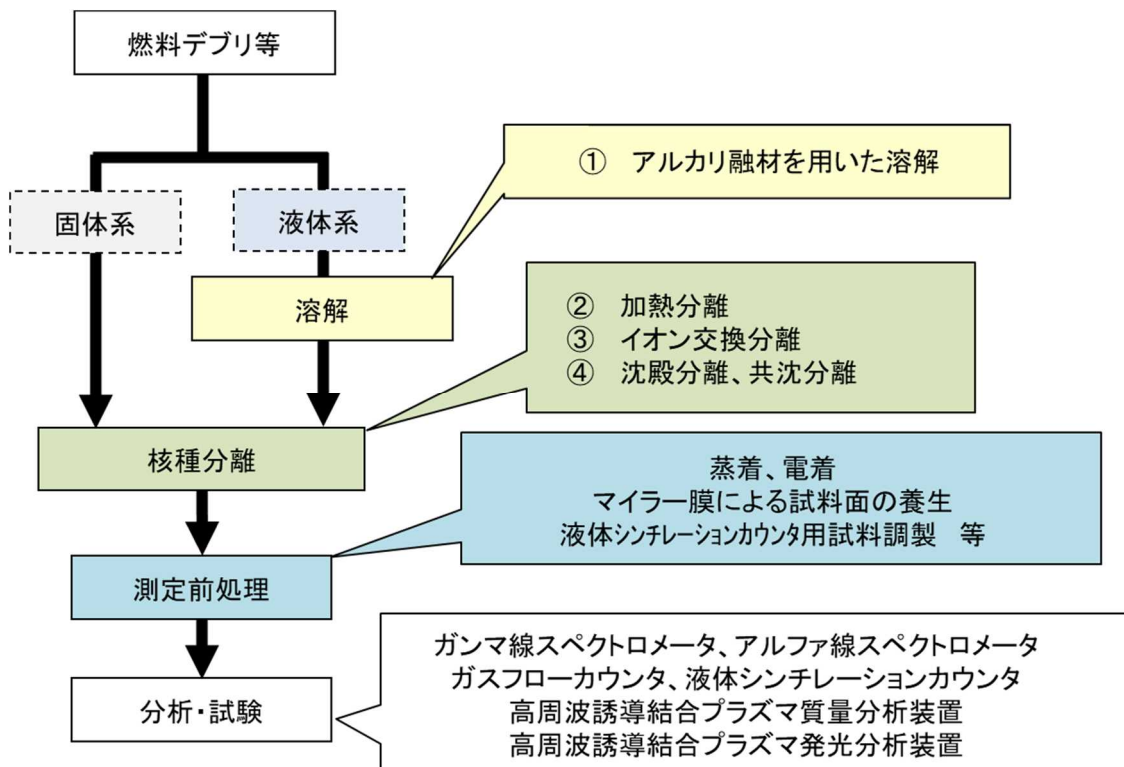 燃料デブリ等
① アルカリ融材を用いた溶解
固体系
液体系
溶解
② 加熱分離
③ イオン交換分離
④ 沈殿分離、共沈分離
核種分離
蒸着、電着
マイラー膜による試料面の養生
液体ｼﾝﾁﾚｰｼｮﾝｶｳﾝﾀ用試料調製 等
測定前処理
ガンマ線スペクトロメータ、アルファ線スペクトロメータ
ガスフローカウンタ、液体シンチレーションカウンタ
高周波誘導結合プラズマ質量分析装置
高周波誘導結合プラズマ発光分析装置
分析・試験